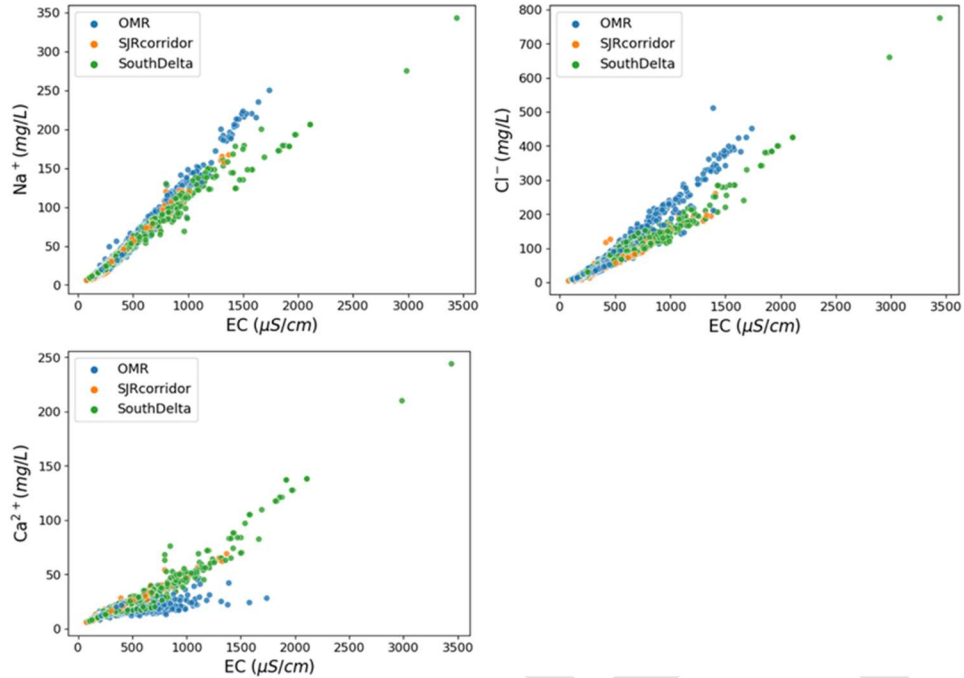 350
300
250
200
150
100
50
0
Na⁺ (mg/L)
OMR
SJRcorridor
SouthDelta
0 500 1000 1500 2000 2500 3000 3500
EC (μS/cm)
800
700
600
500
400
300
200
100
0
Cl⁻ (mg/L)
OMR
SJRcorridor
SouthDelta
0 500 1000 1500 2000 2500 3000 3500
EC (μS/cm)
250
200
150
100
50
0
Ca²⁺ (mg/L)
OMR
SJRcorridor
SouthDelta
0 500 1000 1500 2000 2500 3000 3500
EC (μS/cm)